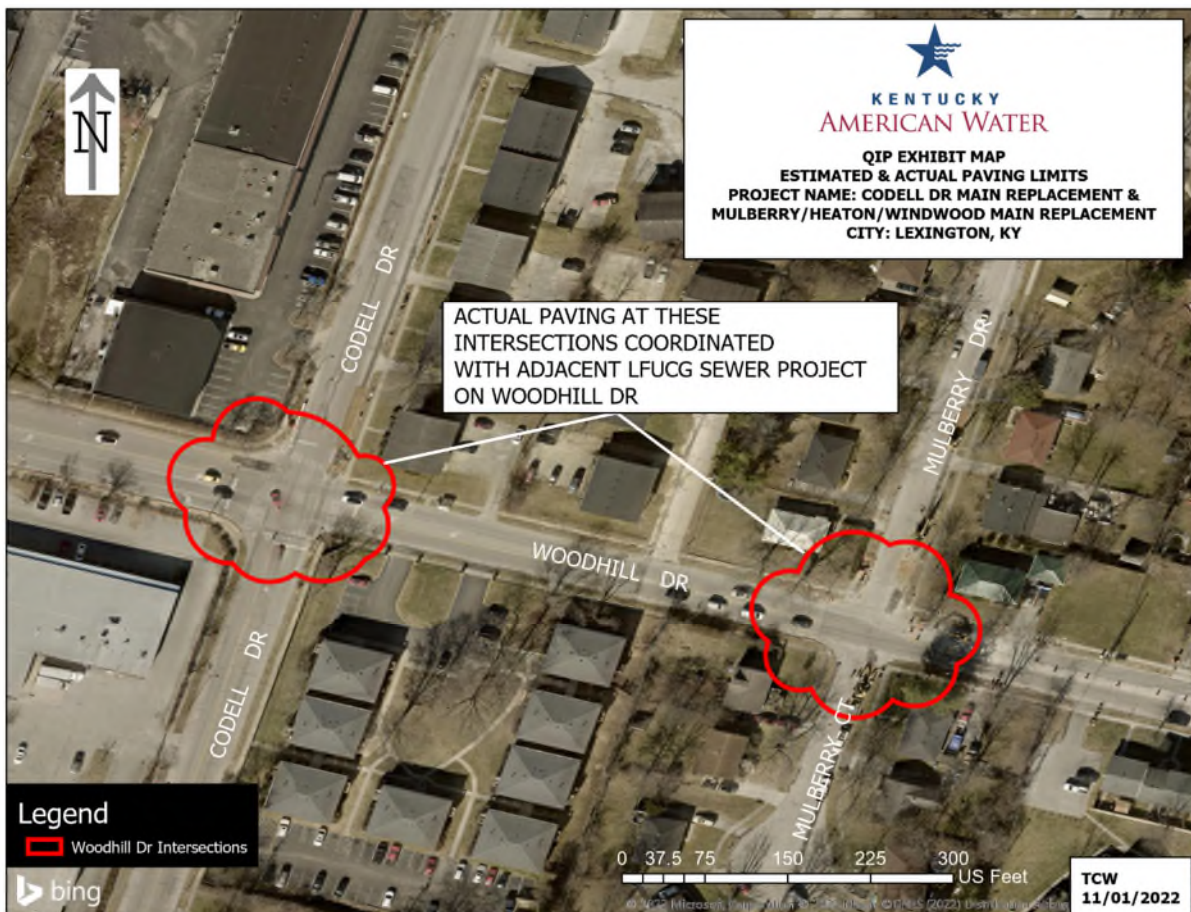 N
KENTUCKY
AMERICAN WATER
QIP EXHIBIT MAP
ESTIMATED & ACTUAL PAVING LIMITS
PROJECT NAME: CODELL DR MAIN REPLACEMENT &
MULBERRY/HEATON/WINDWOOD MAIN REPLACEMENT
CITY: LEXINGTON, KY
CODELL DR
ACTUAL PAVING AT THESE
INTERSECTIONS COORDINATED
WITH ADJACENT LFUCG SEWER PROJECT
ON WOODHILL DR
MULBERRY DR
WOODHILL DR
CODELL DR
MULBERRY CT
Legend
Woodhill Dr Intersections
bing
0 37.5 75 150 225 300
US Feet
TCW
11/01/2022